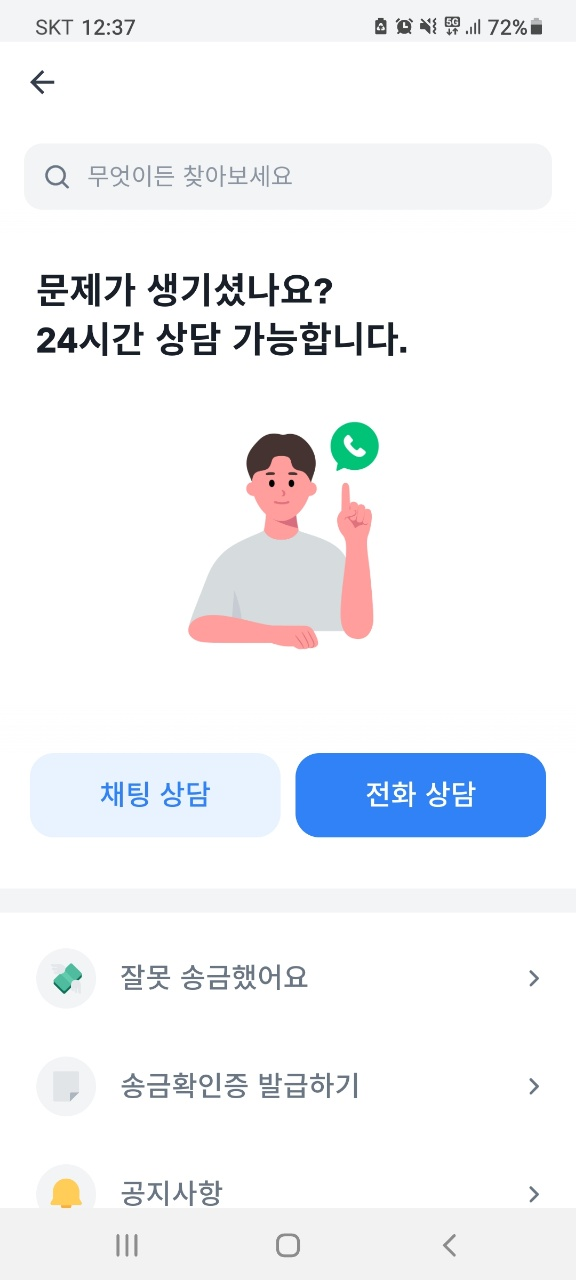 SKT 12:37
5G
72%
무엇이든 찾아보세요
문제가 생기셨나요?
24시간 상담 가능합니다.
채팅 상담
전화 상담
잘못 송금했어요
송금확인증 발급하기
공지사항